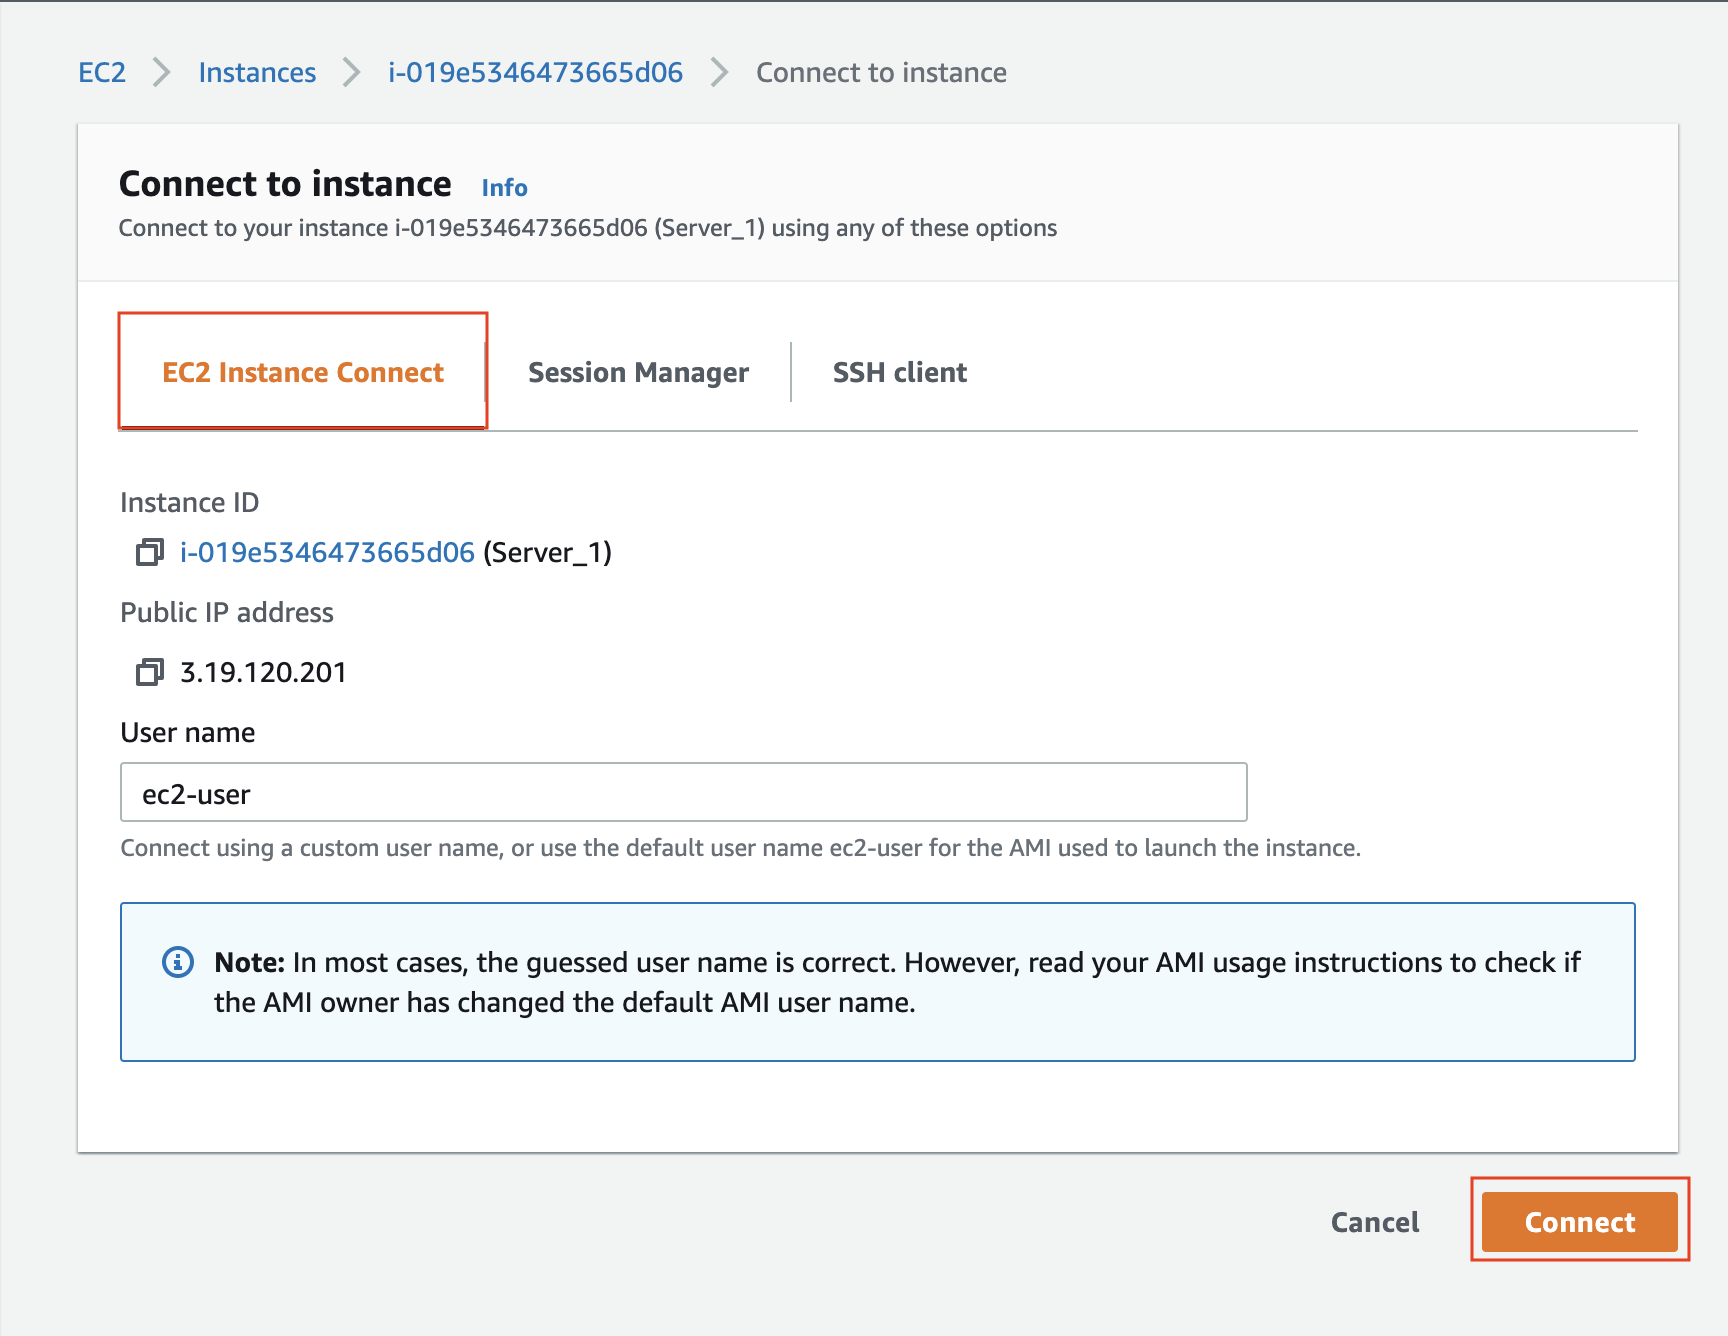 EC2 Instances i-019e5346473665d06 Connect to instance
Connect to instance Info
Connect to your instance i-019e5346473665d06 (Server_1) using any of these options
EC2 Instance Connect Session Manager SSH client
Instance ID
i-019e5346473665d06 (Server_1)
Public IP address
3.19.120.201
User name
ec2-user
Connect using a custom user name, or use the default user name ec2-user for the AMI used to launch the instance.
Note: In most cases, the guessed user name is correct. However, read your AMI usage instructions to check if
the AMI owner has changed the default AMI user name.
Cancel Connect